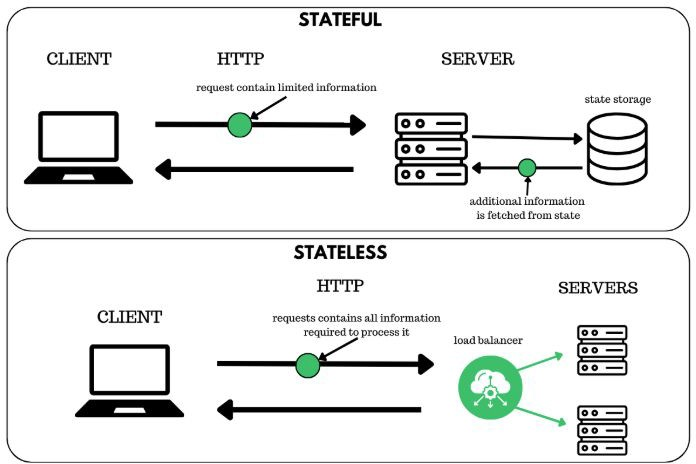 STATEFUL
CLIENT
HTTP
SERVER
request contain limited information
state storage
additional information
is fetched from state
STATELESS
HTTP
SERVERS
CLIENT
requests contains all information
required to process it
load balancer